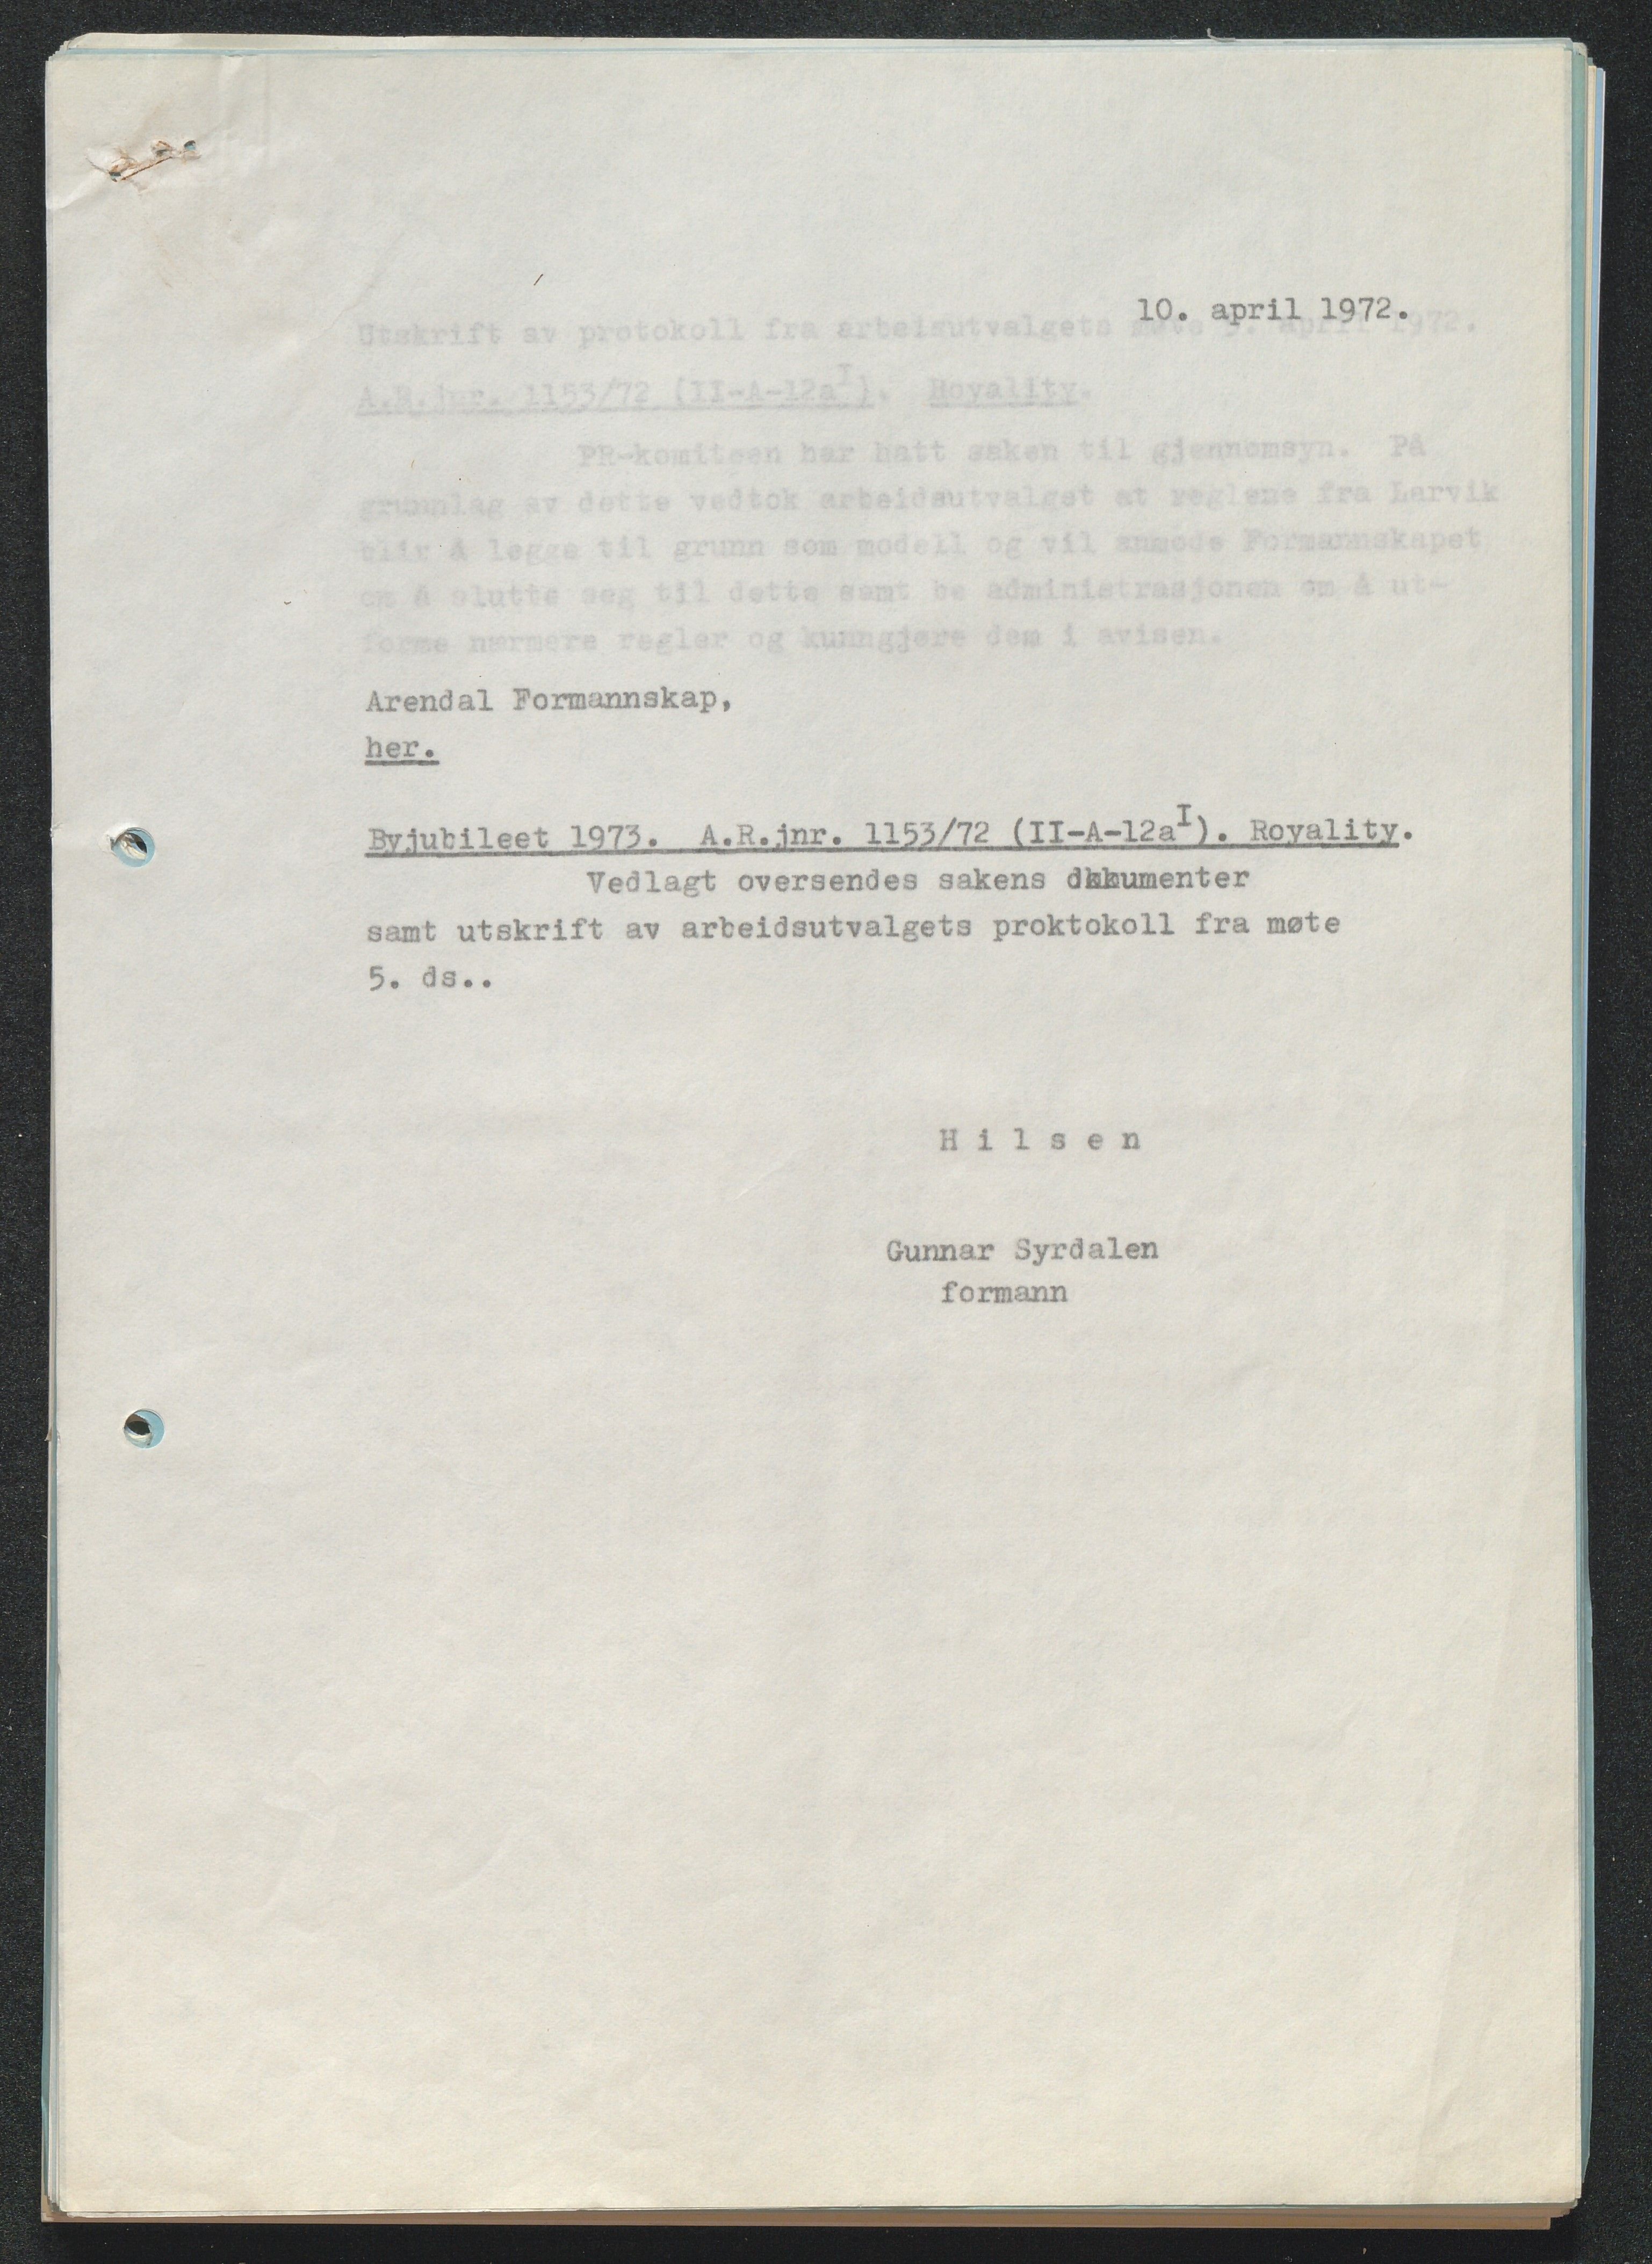 10. april 1972.
Utskrift av protokoll fra arbeisutvalgets møte 5. april 1972.
A.R.jnr. 1153/72 (II-A-12aI). Royality.
PR-komiteen har hatt saken til gjennomsyn. På
grunnlag av dette vedtok arbeidsutvalget at reglene fra Larvik
blir å legge til grunn som modell og vil anmode Formannskapet
om å slutte seg til dette samt be administrasjonen om å ut-
forme nærmere regler og kunngjøre dem i avisen.
Arendal Formannskap,
her.
Byjubileet 1973. A.R.jnr. 1153/72 (II-A-12aI). Royality.
Vedlagt oversendes sakens dokumenter
samt utskrift av arbeidsutvalgets proktokoll fra møte
5. ds..
H i l s e n
Gunnar Syrdalen
formann